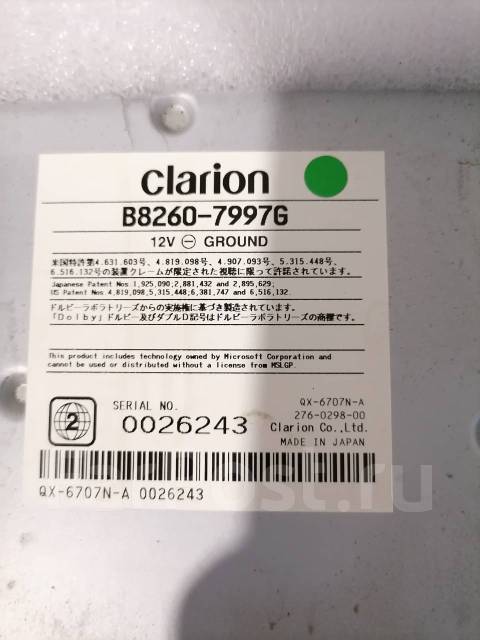 clarion
B8260-7997G
12V ⊖ GROUND
米国特許第4.631.603号、4.819.098号、4.907.093号、5.315.448号、
6.516.132号の装置クレームが限定された視聴に限って許諾されています。
Japanese Patent Nos 1,925,090, 2,881,432 and 2,895,629;
US Patent Nos 4,819,098, 5,315,448, 6,381,747 and 6,516,132.
ドルビーラボラトリーズからの実施権に基づき製造されています。
「Dolby」ドルビー及びダブルD記号はドルビーラボラトリーズの商標です。
This product includes technology owned by Microsoft Corporation and
cannot be used or distributed without a license from MSLGP.
2
SERIAL NO.
0026243
QX-6707N-A
276-0298-00
Clarion Co.,Ltd.
MADE IN JAPAN
QX-6707N-A 0026243